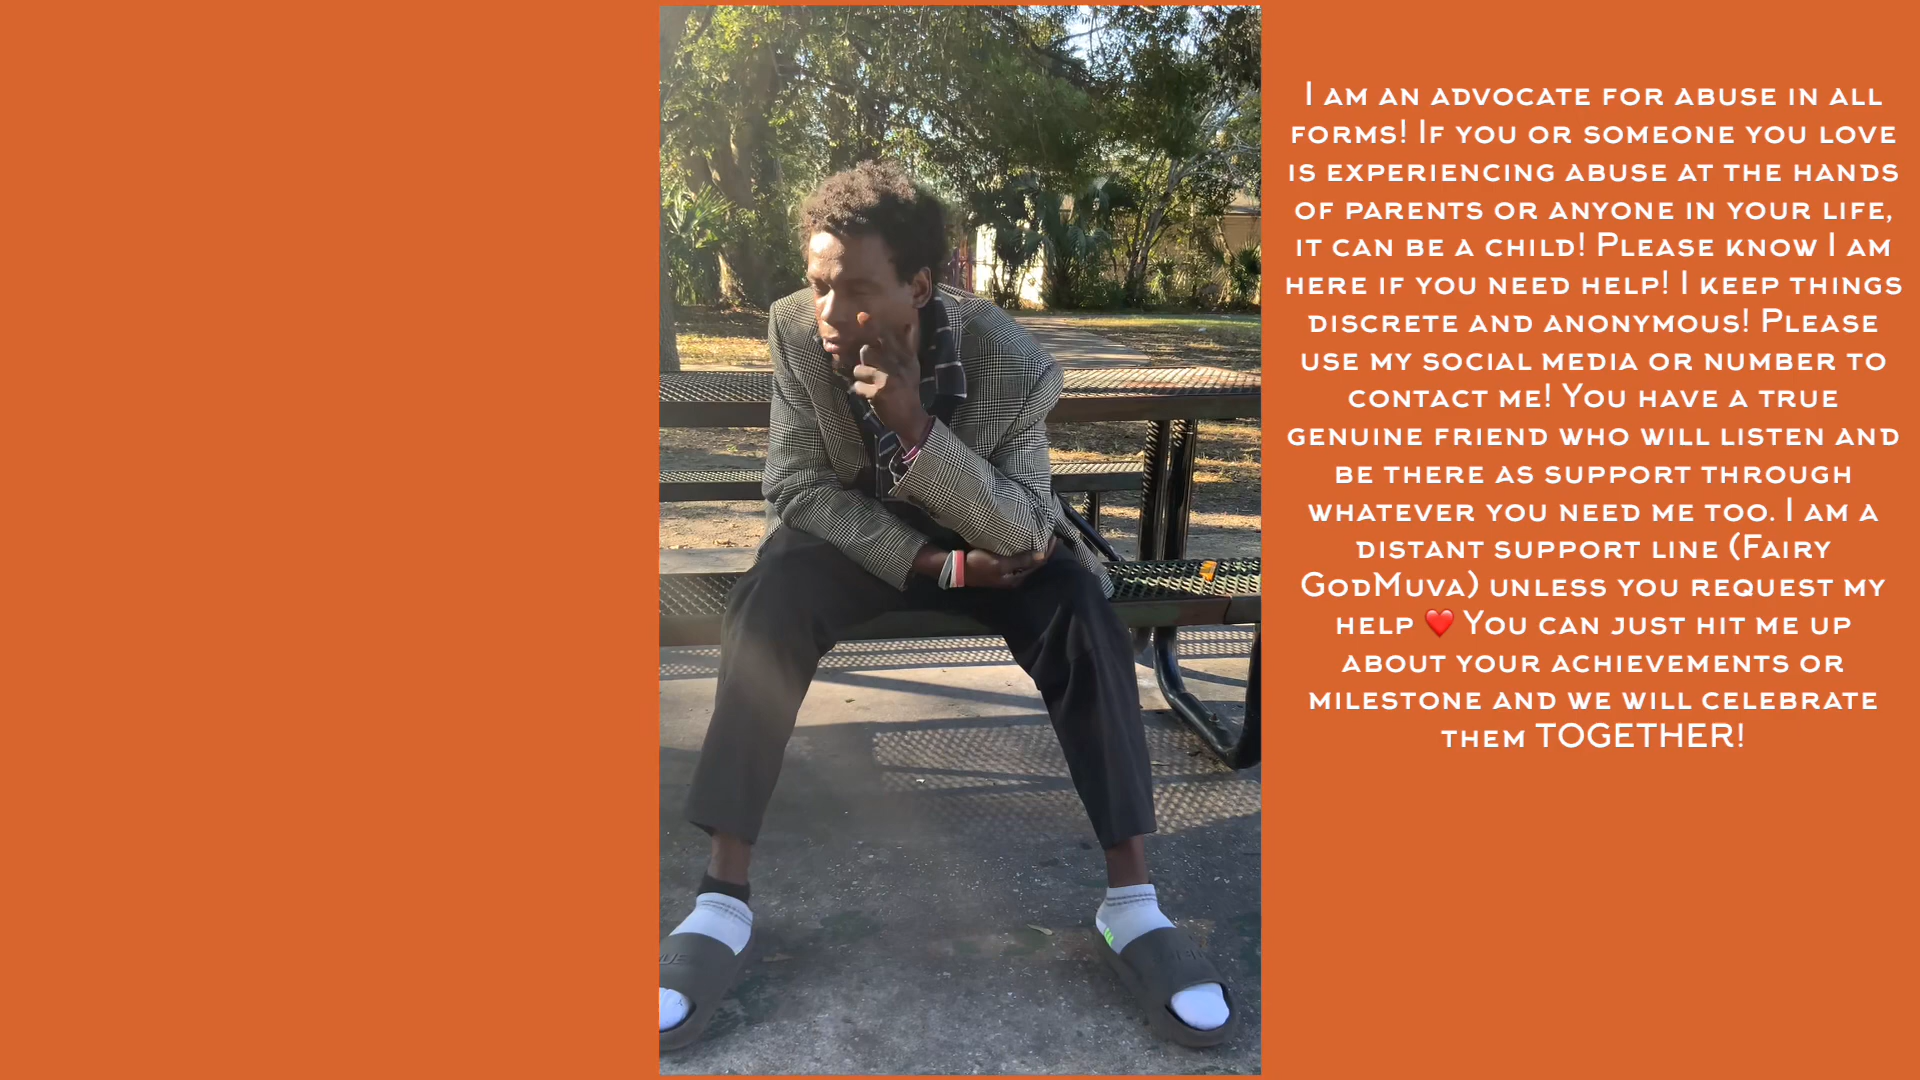 I am an advocate for abuse in all
forms! If you or someone you love
is experiencing abuse at the hands
of parents or anyone in your life,
it can be a child! Please know I am
here if you need help! I keep things
discrete and anonymous! Please
use my social media or number to
contact me! You have a true
genuine friend who will listen and
be there as support through
whatever you need me too. I am a
distant support line (Fairy
GodMuva) unless you request my
help ❤️ You can just hit me up
about your achievements or
milestone and we will celebrate
them TOGETHER!